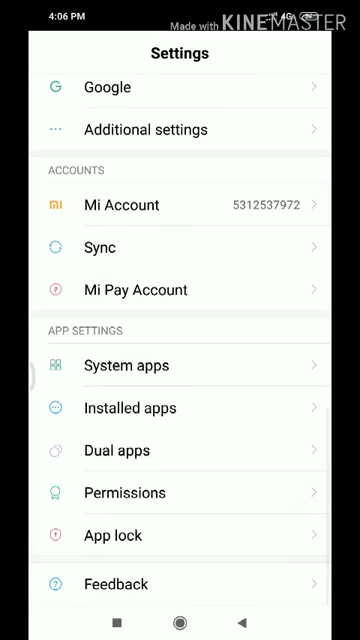 4:06 PM
4G
Made with KINEMASTER
Settings
Google
Additional settings
ACCOUNTS
Mi Account 5312537972
Sync
Mi Pay Account
APP SETTINGS
System apps
Installed apps
Dual apps
Permissions
App lock
Feedback